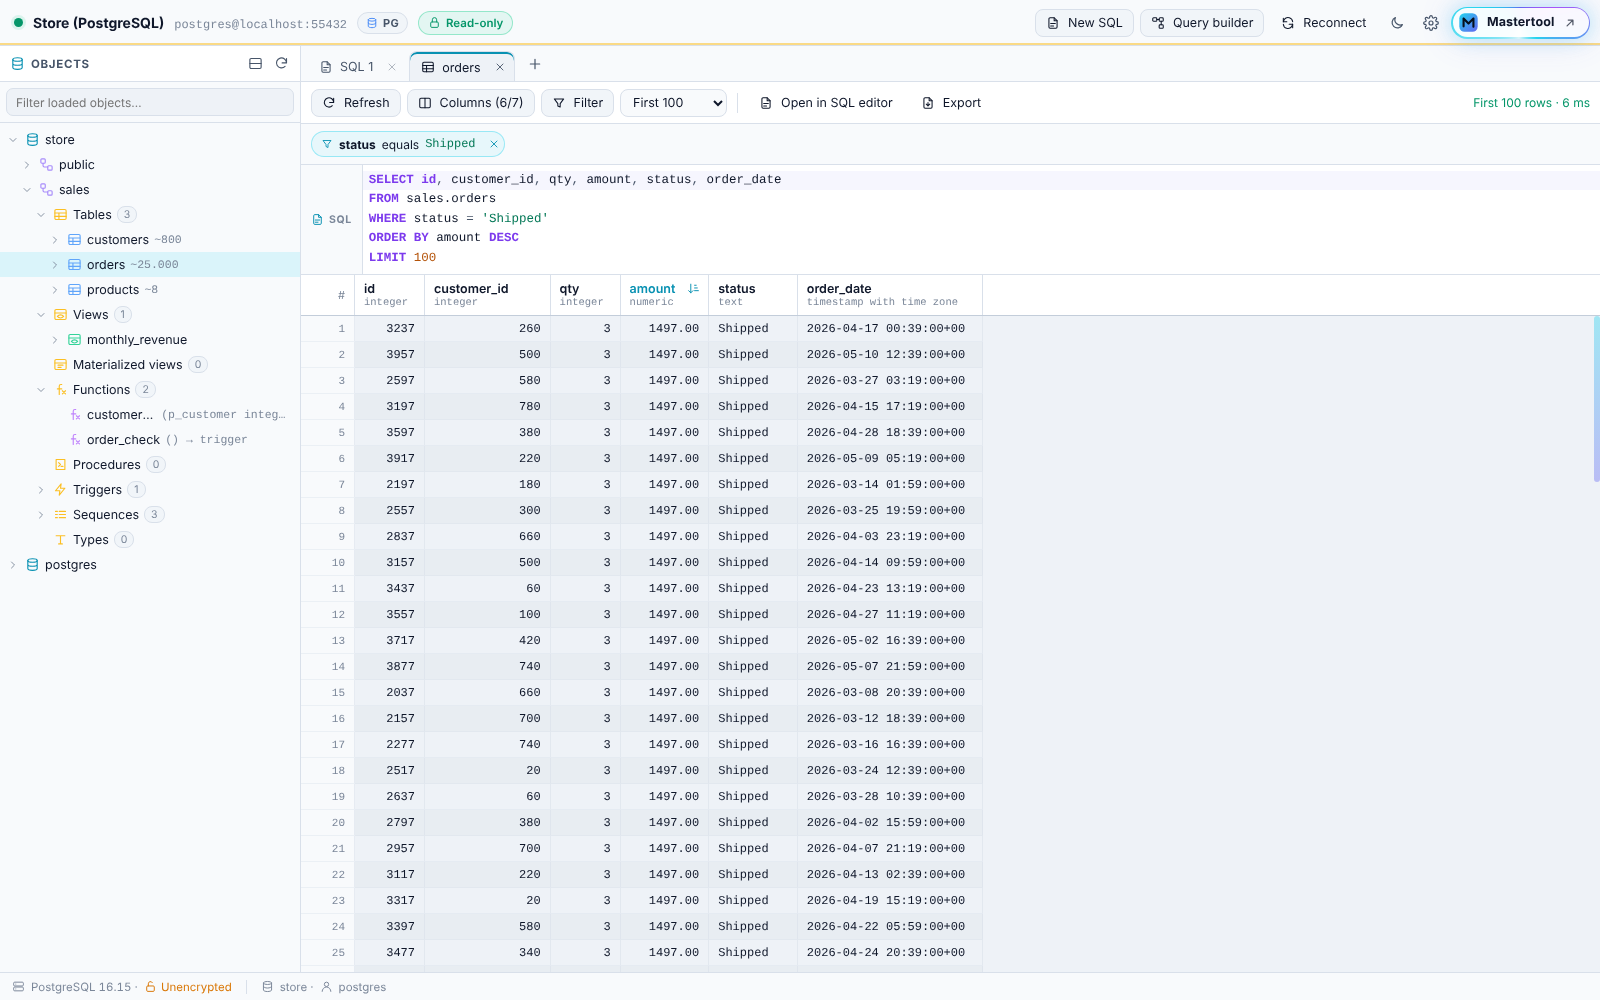 Store (PostgreSQL) postgres@localhost:55432 PG Read-only New SQL Query builder Reconnect Mastertool
OBJECTS
Filter loaded objects...
store
public
sales
Tables 3
customers ~800
orders ~25.000
products ~8
Views 1
monthly_revenue
Materialized views 0
Functions 2
customer... (p_customer integ…
order_check () → trigger
Procedures 0
Triggers 1
Sequences 3
Types 0
postgres
SQL 1 orders
Refresh Columns (6/7) Filter First 100 Open in SQL editor Export First 100 rows · 6 ms
status equals Shipped
SQL
SELECT id, customer_id, qty, amount, status, order_date
FROM sales.orders
WHERE status = 'Shipped'
ORDER BY amount DESC
LIMIT 100
# id customer_id qty amount status order_date
integer integer integer numeric text timestamp with time zone
1 3237 260 3 1497.00 Shipped 2026-04-17 00:39:00+00
2 3957 500 3 1497.00 Shipped 2026-05-10 12:39:00+00
3 2597 580 3 1497.00 Shipped 2026-03-27 03:19:00+00
4 3197 780 3 1497.00 Shipped 2026-04-15 17:19:00+00
5 3597 380 3 1497.00 Shipped 2026-04-28 18:39:00+00
6 3917 220 3 1497.00 Shipped 2026-05-09 05:19:00+00
7 2197 180 3 1497.00 Shipped 2026-03-14 01:59:00+00
8 2557 300 3 1497.00 Shipped 2026-03-25 19:59:00+00
9 2837 660 3 1497.00 Shipped 2026-04-03 23:19:00+00
10 3157 500 3 1497.00 Shipped 2026-04-14 09:59:00+00
11 3437 60 3 1497.00 Shipped 2026-04-23 13:19:00+00
12 3557 100 3 1497.00 Shipped 2026-04-27 11:19:00+00
13 3717 420 3 1497.00 Shipped 2026-05-02 16:39:00+00
14 3877 740 3 1497.00 Shipped 2026-05-07 21:59:00+00
15 2037 660 3 1497.00 Shipped 2026-03-08 20:39:00+00
16 2157 700 3 1497.00 Shipped 2026-03-12 18:39:00+00
17 2277 740 3 1497.00 Shipped 2026-03-16 16:39:00+00
18 2517 20 3 1497.00 Shipped 2026-03-24 12:39:00+00
19 2637 60 3 1497.00 Shipped 2026-03-28 10:39:00+00
20 2797 380 3 1497.00 Shipped 2026-04-02 15:59:00+00
21 2957 700 3 1497.00 Shipped 2026-04-07 21:19:00+00
22 3117 220 3 1497.00 Shipped 2026-04-13 02:39:00+00
23 3317 20 3 1497.00 Shipped 2026-04-19 15:19:00+00
24 3397 580 3 1497.00 Shipped 2026-04-22 05:59:00+00
25 3477 340 3 1497.00 Shipped 2026-04-24 20:39:00+00
PostgreSQL 16.15 · Unencrypted store · postgres